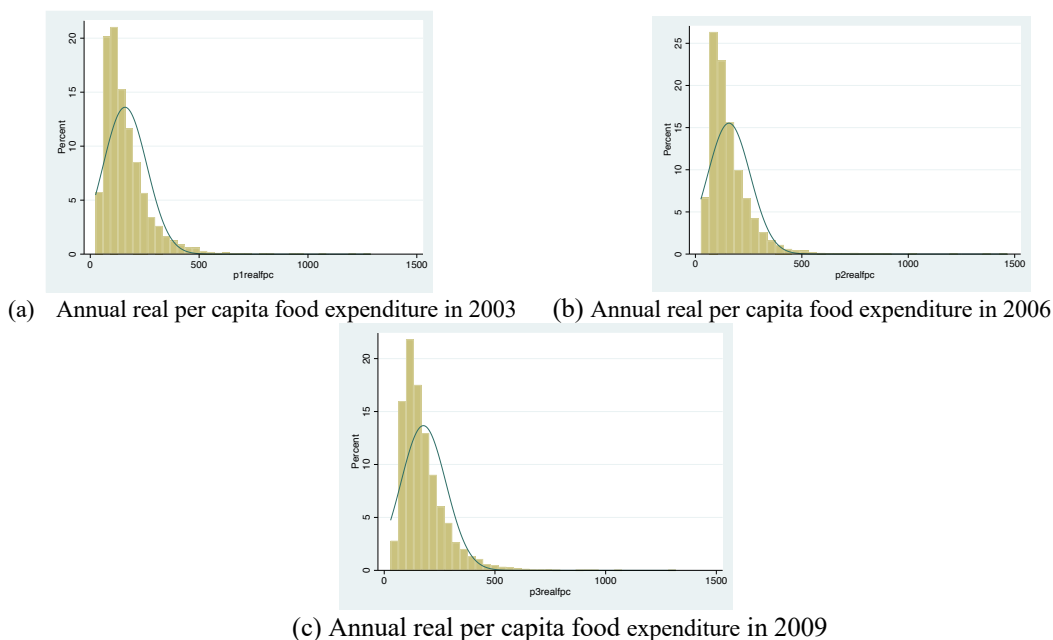 20
15
Percent
10
5
0
0 500 1000 1500
p1realfpc
(a) Annual real per capita food expenditure in 2003
25
20
Percent
15
10
5
0
0 500 1000 1500
p2realfpc
(b) Annual real per capita food expenditure in 2006
20
15
Percent
10
5
0
0 500 1000 1500
p3realfpc
(c) Annual real per capita food expenditure in 2009